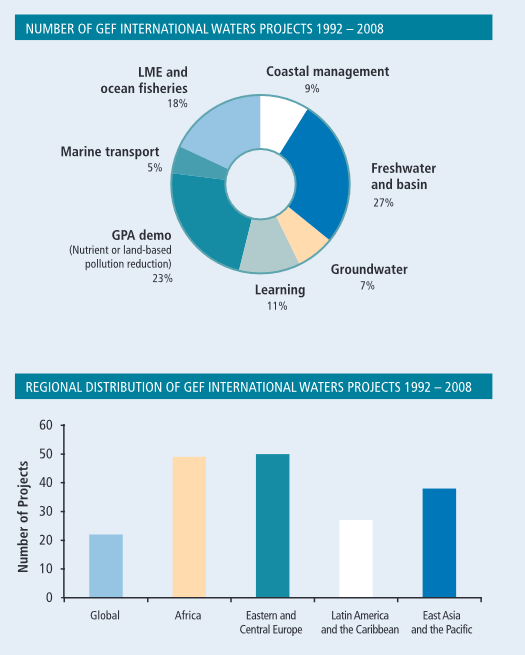 NUMBER OF GEF INTERNATIONAL WATERS PROJECTS 1992 – 2008
LME and
ocean fisheries
18%
Coastal management
9%
Marine transport
5%
Freshwater
and basin
27%
GPA demo
(Nutrient or land-based
pollution reduction)
23%
Groundwater
7%
Learning
11%
REGIONAL DISTRIBUTION OF GEF INTERNATIONAL WATERS PROJECTS 1992 – 2008
Number of Projects
60
50
40
30
20
10
0
Global
Africa
Eastern and
Central Europe
Latin America
and the Caribbean
East Asia
and the Pacific